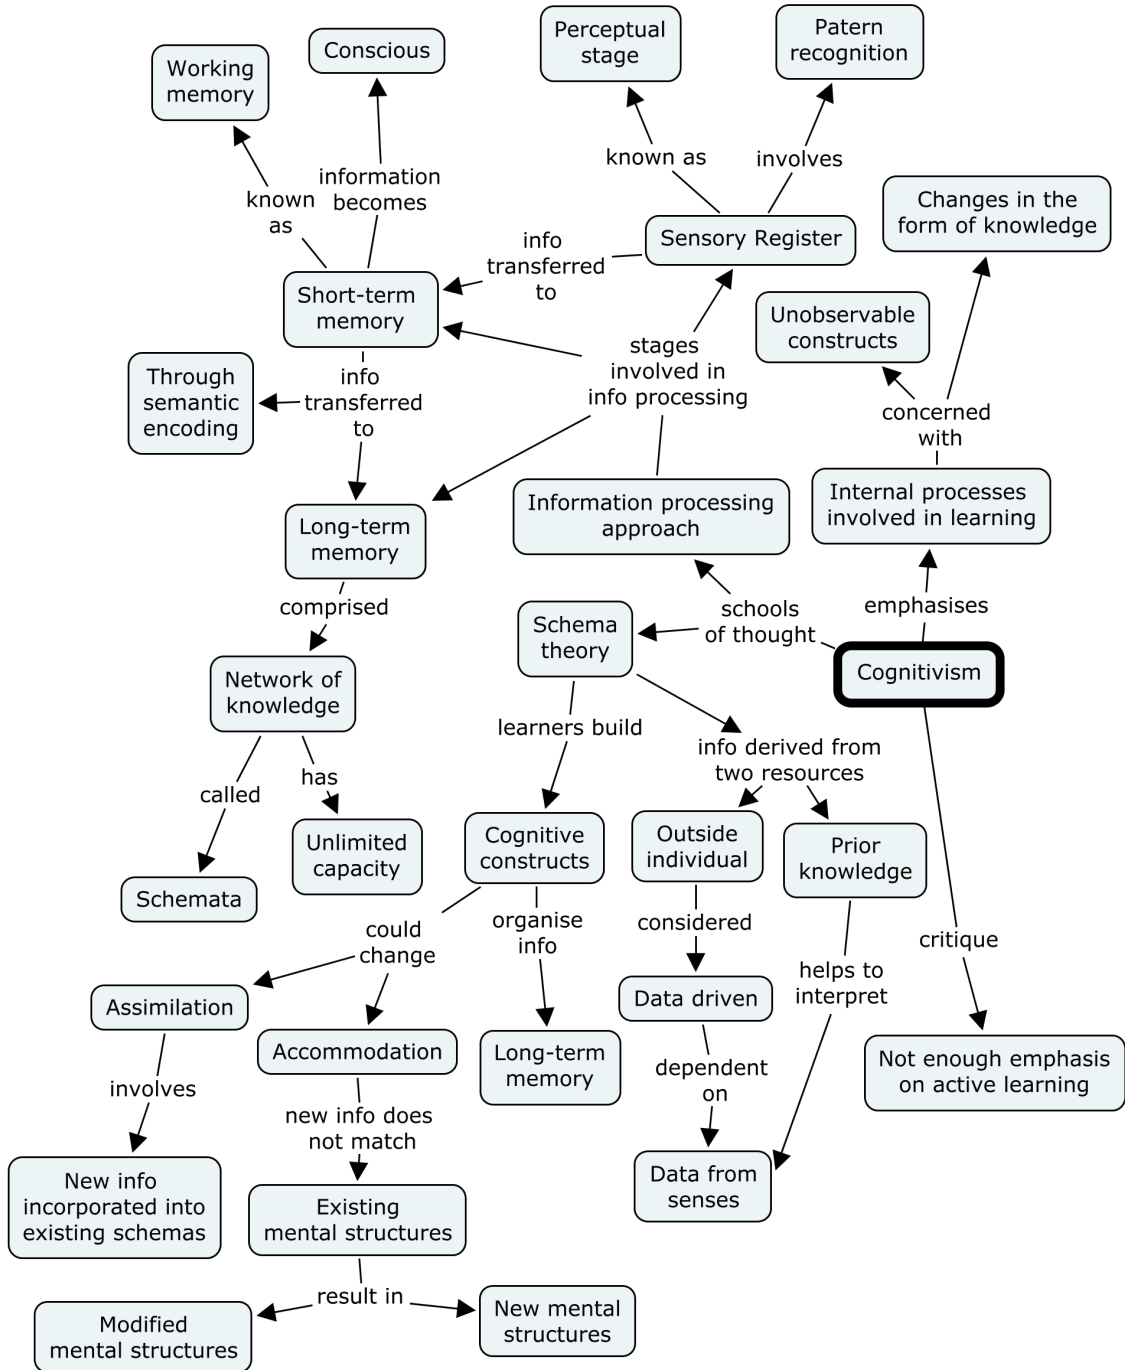 Perceptual
stage
Patern
recognition
Conscious
Working
memory
known as
involves
information
becomes
known
as
Changes in the
form of knowledge
Sensory Register
info
transferred
to
Short-term
memory
Unobservable
constructs
stages
involved in
info processing
Through
semantic
encoding
info
transferred
to
concerned
with
Information processing
approach
Internal processes
involved in learning
Long-term
memory
comprised
schools
of thought
emphasises
Schema
theory
Cognitivism
Network of
knowledge
learners build
info derived from
two resources
called
has
Unlimited
capacity
Cognitive
constructs
Outside
individual
Prior
knowledge
Schemata
could
change
organise
info
considered
critique
helps to
interpret
Assimilation
Data driven
Accommodation
Long-term
memory
Not enough emphasis
on active learning
involves
dependent
on
new info does
not match
New info
incorporated into
existing schemas
Existing
mental structures
Data from
senses
result in
Modified
mental structures
New mental
structures